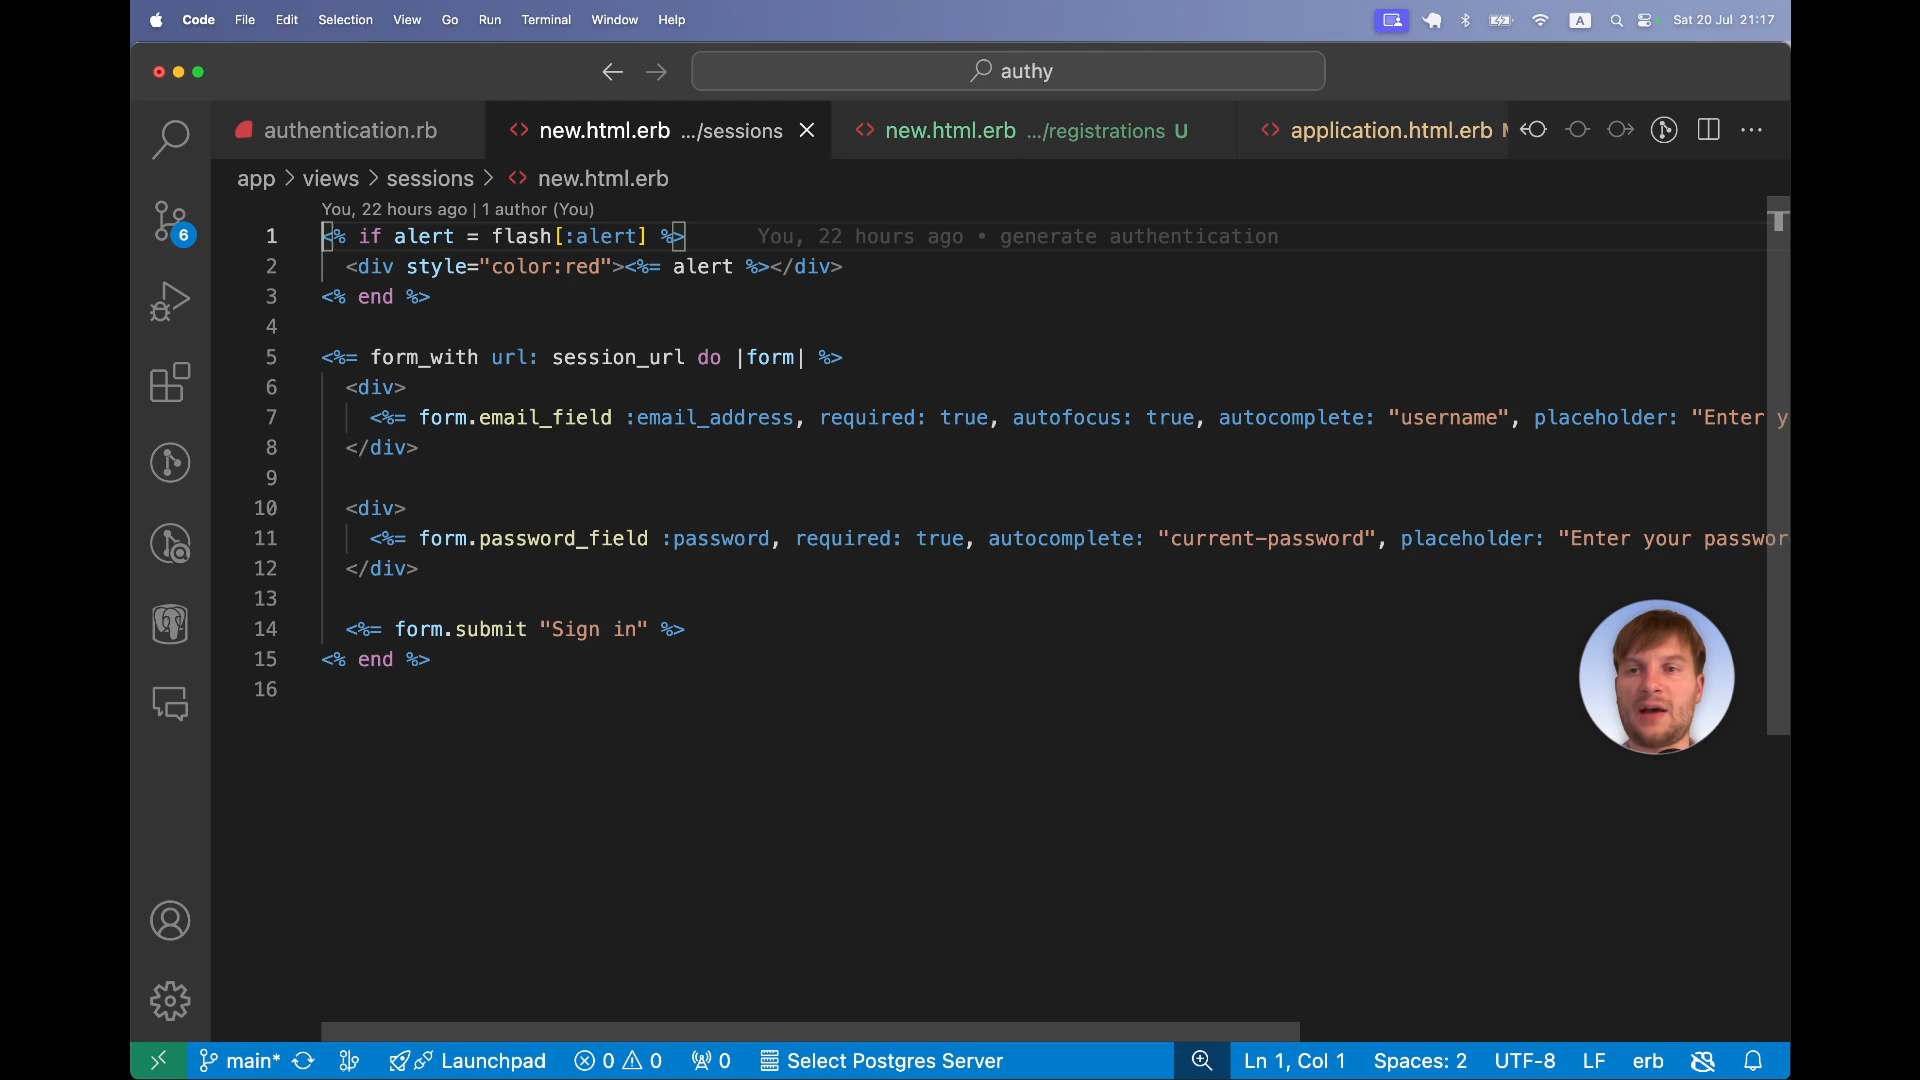 Code File Edit Selection View Go Run Terminal Window Help A Sat 20 Jul 21:17
authy
authentication.rb new.html.erb .../sessions new.html.erb .../registrations U application.html.erb
app > views > sessions > new.html.erb
You, 22 hours ago | 1 author (You)
1 <% if alert = flash[:alert] %> You, 22 hours ago • generate authentication
2 <div style="color:red"><%= alert %></div>
3 <% end %>
4
5 <%= form_with url: session_url do |form| %>
6 <div>
7 <%= form.email_field :email_address, required: true, autofocus: true, autocomplete: "username", placeholder: "Enter y
8 </div>
9
10 <div>
11 <%= form.password_field :password, required: true, autocomplete: "current-password", placeholder: "Enter your passwor
12 </div>
13
14 <%= form.submit "Sign in" %>
15 <% end %>
16
6
main* Launchpad 0 0 0 Select Postgres Server Ln 1, Col 1 Spaces: 2 UTF-8 LF erb